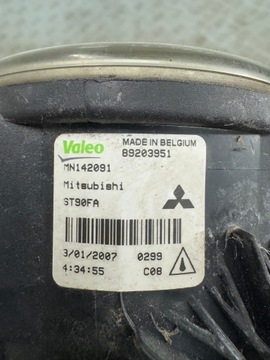 Valeo
MADE IN BELGIUM
89203951
MN142091
Mitsubishi
ST90FA
3/01/2007 0299
4:34:55 C08